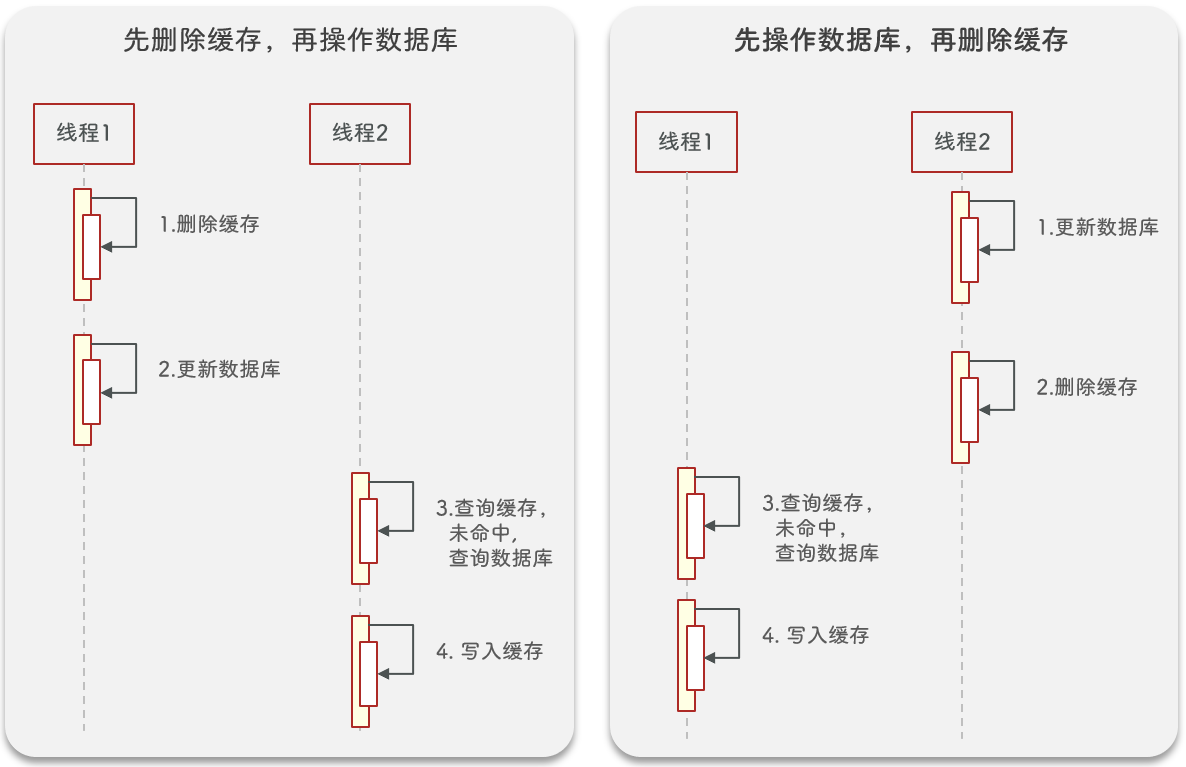 先删除缓存，再操作数据库
线程1
线程2
1.删除缓存
2.更新数据库
3.查询缓存，
未命中，
查询数据库
4. 写入缓存
先操作数据库，再删除缓存
线程1
线程2
1.更新数据库
2.删除缓存
3.查询缓存，
未命中，
查询数据库
4. 写入缓存